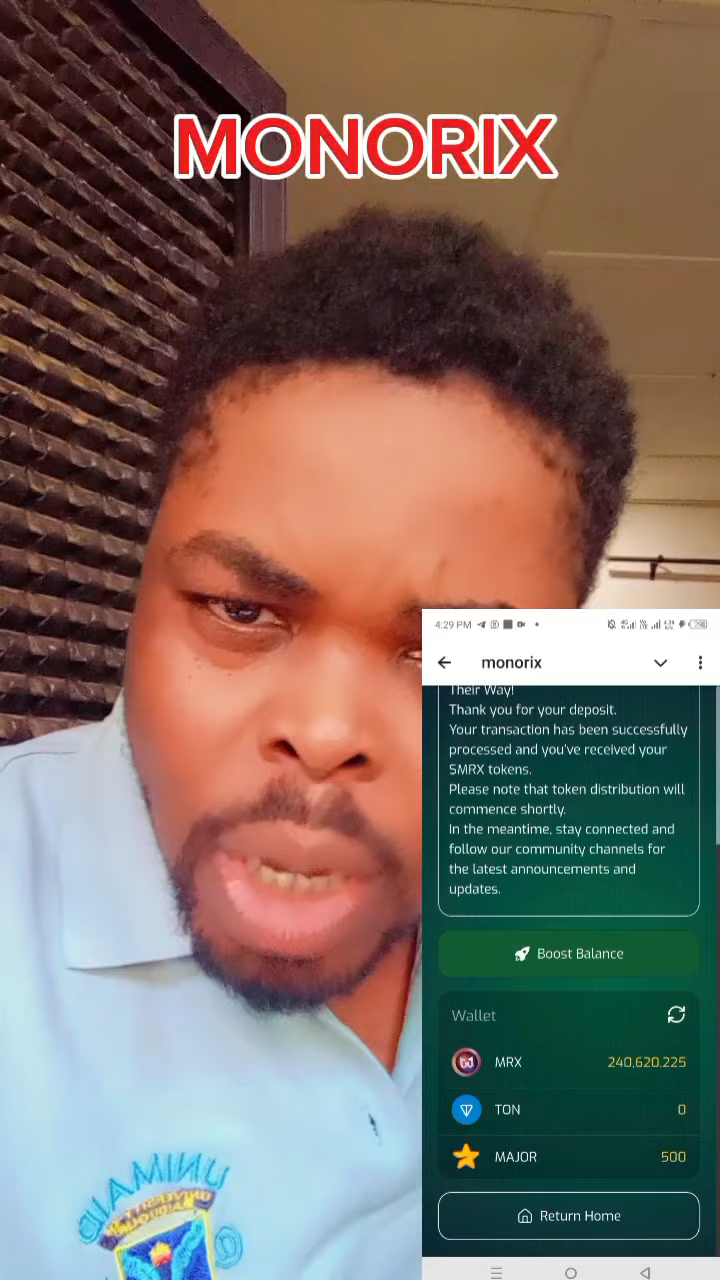 MONORIX
4:29 PM
monorix
Their Way!
Thank you for your deposit.
Your transaction has been successfully
processed and you've received your
$MRX tokens.
Please note that token distribution will
commence shortly.
In the meantime, stay connected and
follow our community channels for
the latest announcements and
updates.
Boost Balance
Wallet
MRX 240,620,225
TON 0
MAJOR 500
Return Home
UNIMAID
UNIVERSITY